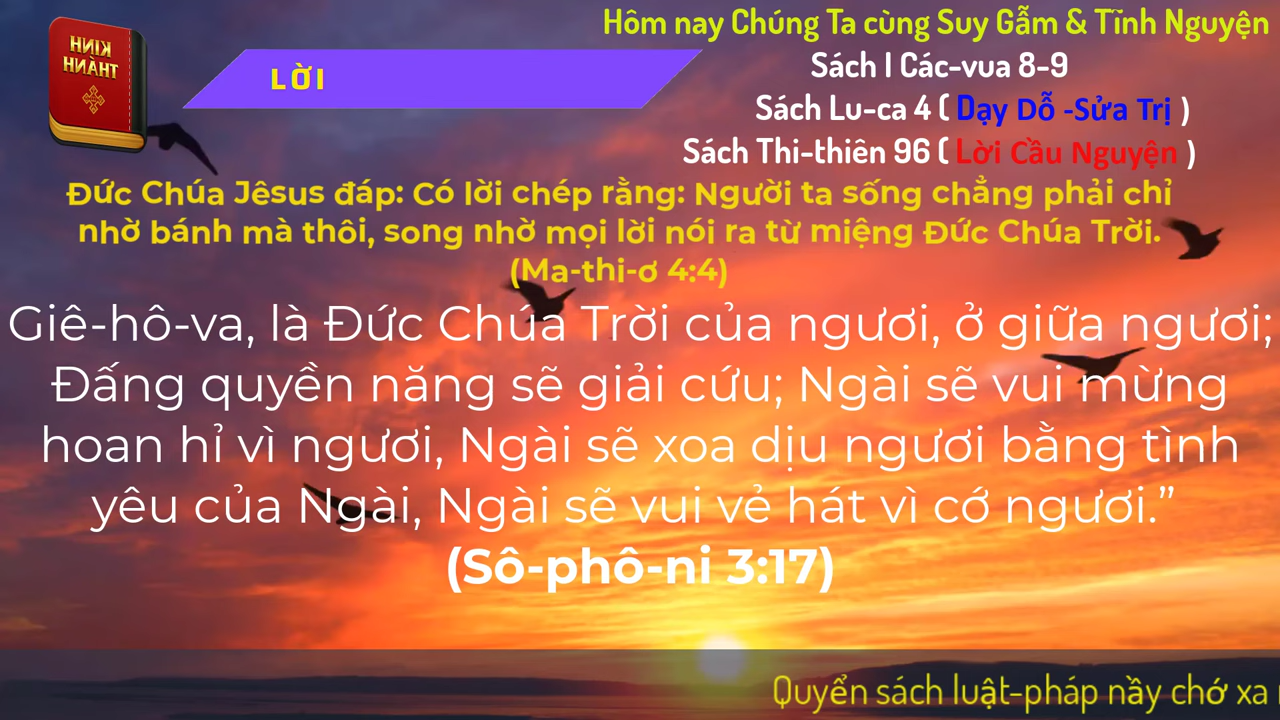 Hôm nay Chúng Ta cùng Suy Gẫm & Tĩnh Nguyện
KINH
THÀNH
LỜI
Sách I Các-vua 8-9
Sách Lu-ca 4 ( Dạy Dỗ -Sửa Trị )
Sách Thi-thiên 96 ( Lời Cầu Nguyện )
Đức Chúa Jêsus đáp: Có lời chép rằng: Người ta sống chẳng phải chỉ
nhờ bánh mà thôi, song nhờ mọi lời nói ra từ miệng Đức Chúa Trời.
(Ma-thi-ơ 4:4)
Giê-hô-va, là Đức Chúa Trời của ngươi, ở giữa ngươi;
Đấng quyền năng sẽ giải cứu; Ngài sẽ vui mừng
hoan hỉ vì ngươi, Ngài sẽ xoa dịu ngươi bằng tình
yêu của Ngài, Ngài sẽ vui vẻ hát vì cớ ngươi.”
(Sô-phô-ni 3:17)
Quyển sách luật-pháp nầy chớ xa